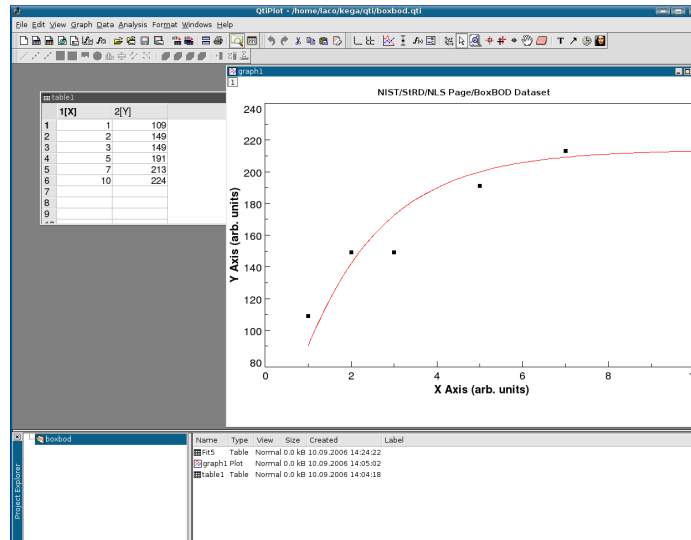 QtiPlot - /home/laco/kega/qti/boxbod.qti
File Edit View Graph Data Analysis Format Windows Help
table1
1[X] 2[Y]
1 1 109
2 2 149
3 3 149
4 5 191
5 7 213
6 10 224
7
8
9
graph1
1
NIST/StRD/NLS Page/BoxBOD Dataset
240
220
200
180
160
140
120
100
80
Y Axis (arb. units)
0 2 4 6 8
X Axis (arb. units)
Project Explorer
boxbod
Name Type View Size Created Label
Fit5 Table Normal 0.0 kB 10.09.2006 14:24:22
graph1 Plot Normal 0.0 kB 10.09.2006 14:05:02
table1 Table Normal 0.0 kB 10.09.2006 14:04:18